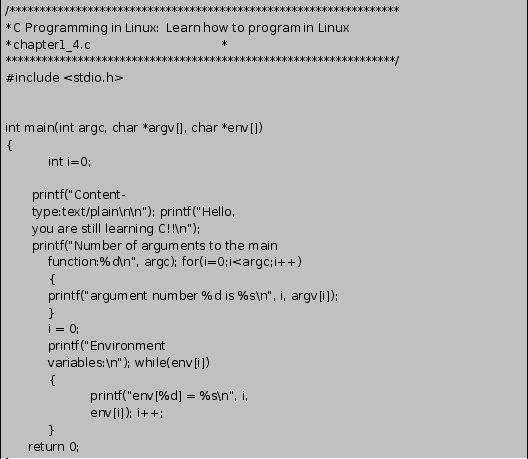 /*****************************************************************
*C Programming in Linux: Learn how to program in Linux
*chapter1_4.c *
*****************************************************************/
#include <stdio.h>
int main(int argc, char *argv[], char *env[])
{
int i=0;
printf("Content-
type:text/plain\n\n"); printf("Hello,
you are still learning C!!\n");
printf("Number of arguments to the main
function:%d\n", argc); for(i=0;i<argc;i++)
{
printf("argument number %d is %s\n", i, argv[i]);
}
i = 0;
printf("Environment
variables:\n"); while(env[i])
{
printf("env[%d] = %s\n", i,
env[i]); i++;
}
return 0;